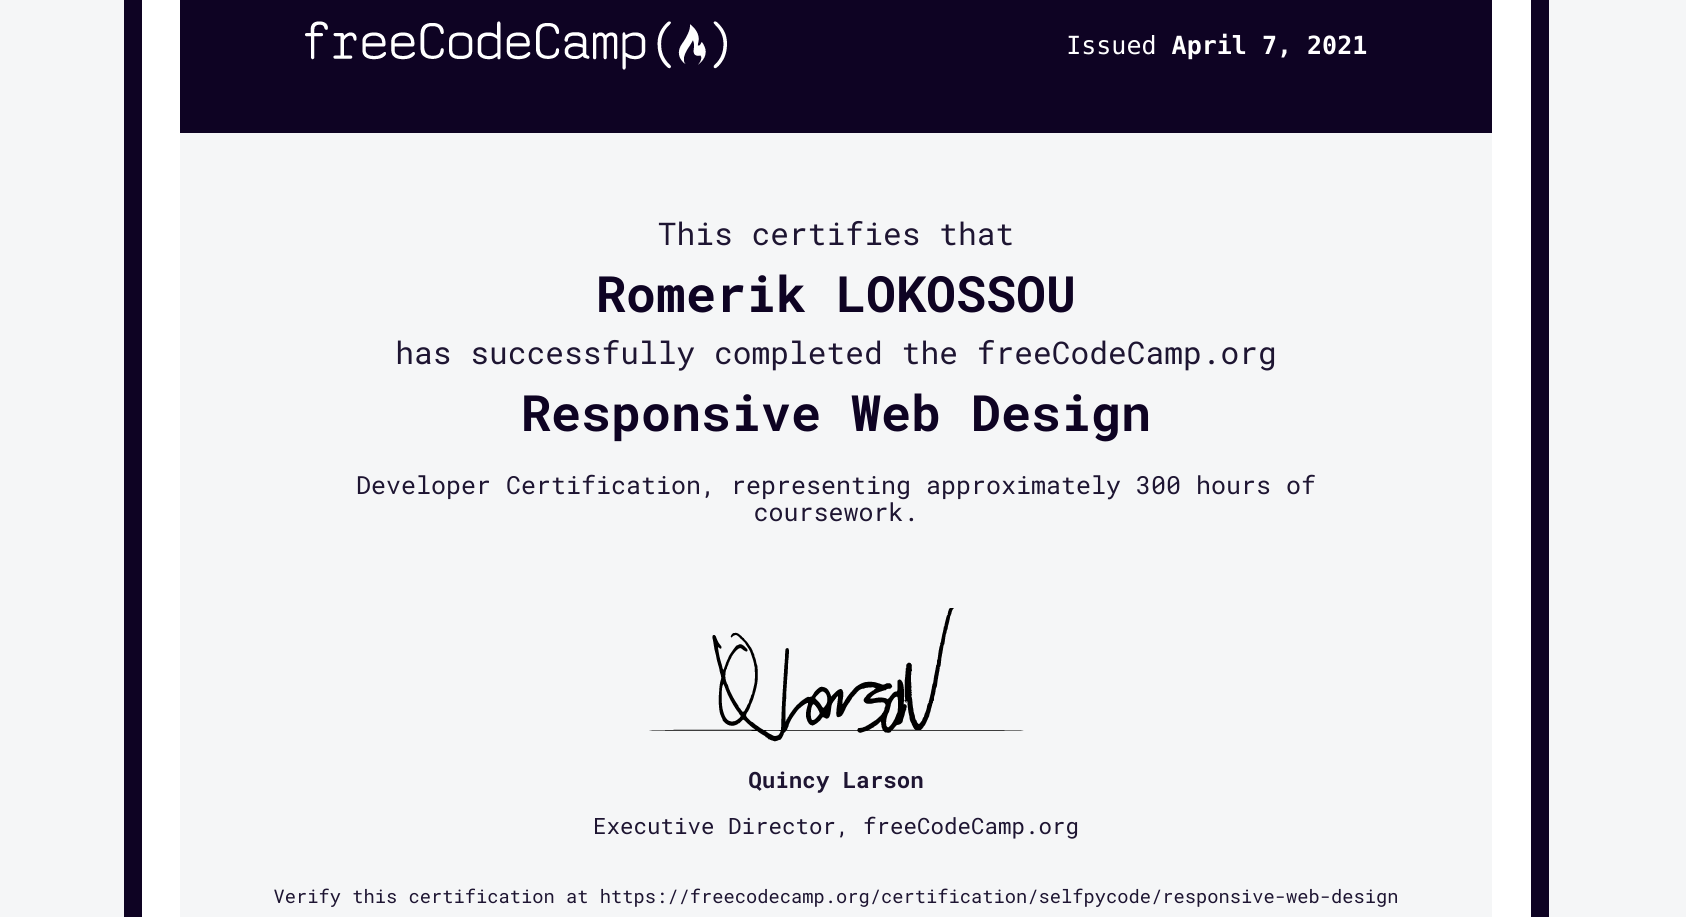 freeCodeCamp(🔥)
Issued April 7, 2021
This certifies that
Romerik LOKOSSOU
has successfully completed the freeCodeCamp.org
Responsive Web Design
Developer Certification, representing approximately 300 hours of
coursework.
Q Larson
Quincy Larson
Executive Director, freeCodeCamp.org
Verify this certification at https://freecodecamp.org/certification/selfpycode/responsive-web-design